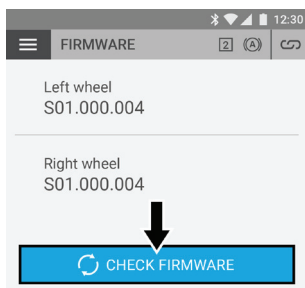 12:30
FIRMWARE 2 (A)
Left wheel
S01.000.004
Right wheel
S01.000.004
CHECK FIRMWARE